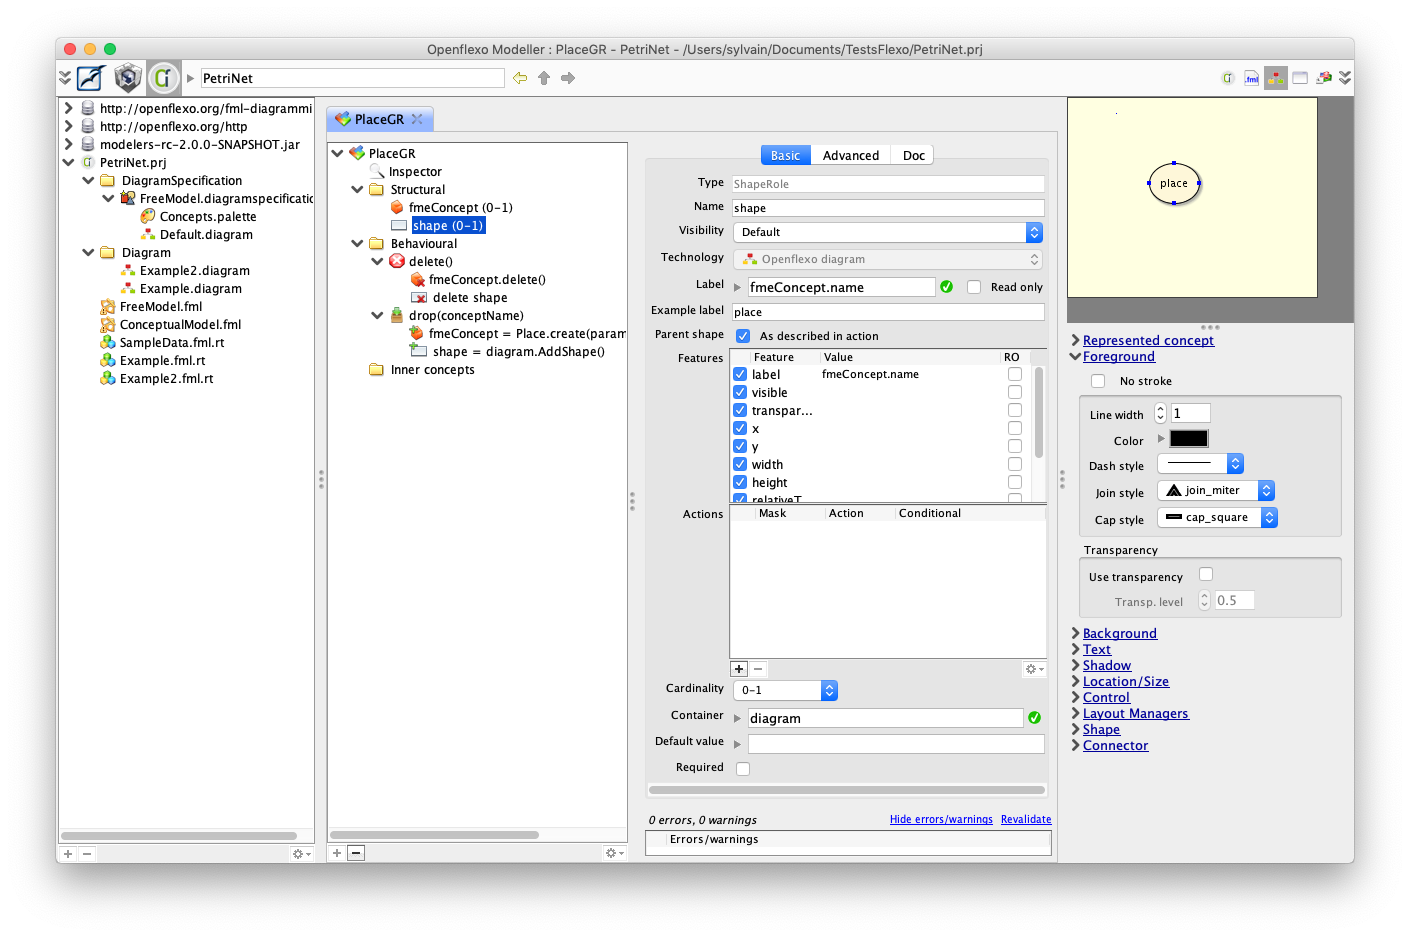 Openflexo Modeller : PlaceGR - PetriNet - /Users/sylvain/Documents/TestsFlexo/PetriNet.prj
PetriNet
.fml
http://openflexo.org/fml-diagrammi
http://openflexo.org/http
modelers-rc-2.0.0-SNAPSHOT.jar
PetriNet.prj
DiagramSpecification
FreeModel.diagramspecificatio
Concepts.palette
Default.diagram
Diagram
Example2.diagram
Example.diagram
FreeModel.fml
ConceptualModel.fml
SampleData.fml.rt
Example.fml.rt
Example2.fml.rt
PlaceGR
PlaceGR
Inspector
Structural
fmeConcept (0-1)
shape (0-1)
Behavioural
delete()
fmeConcept.delete()
delete shape
drop(conceptName)
fmeConcept = Place.create(param
shape = diagram.AddShape()
Inner concepts
Basic Advanced Doc
Type ShapeRole
Name shape
Visibility Default
Technology Openflexo diagram
Label fmeConcept.name Read only
Example label place
Parent shape As described in action
Features Feature Value RO
label fmeConcept.name
visible
transpar...
x
y
width
height
relativeT
Actions Mask Action Conditional
Cardinality 0-1
Container diagram
Default value
Required
0 errors, 0 warnings Hide errors/warnings Revalidate
Errors/warnings
place
Represented concept
Foreground
No stroke
Line width 1
Color
Dash style
Join style join_miter
Cap style cap_square
Transparency
Use transparency
Transp. level 0.5
Background
Text
Shadow
Location/Size
Control
Layout Managers
Shape
Connector